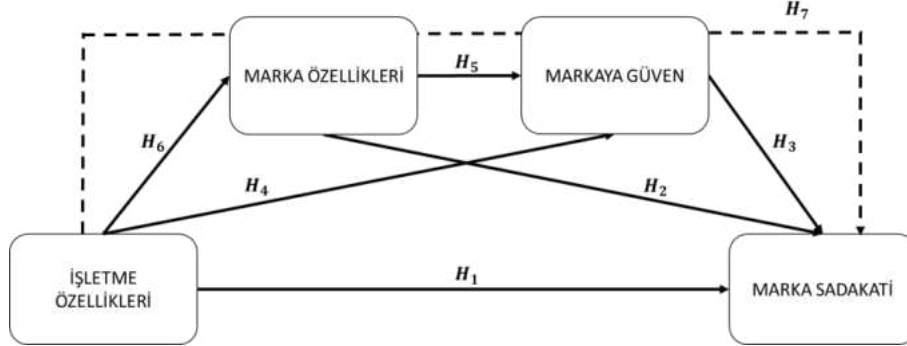 H₇
MARKA ÖZELLİKLERİ
H₅
MARKAYA GÜVEN
H₆
H₄
H₂
H₃
İŞLETME
ÖZELLİKLERİ
H₁
MARKA SADAKATİ